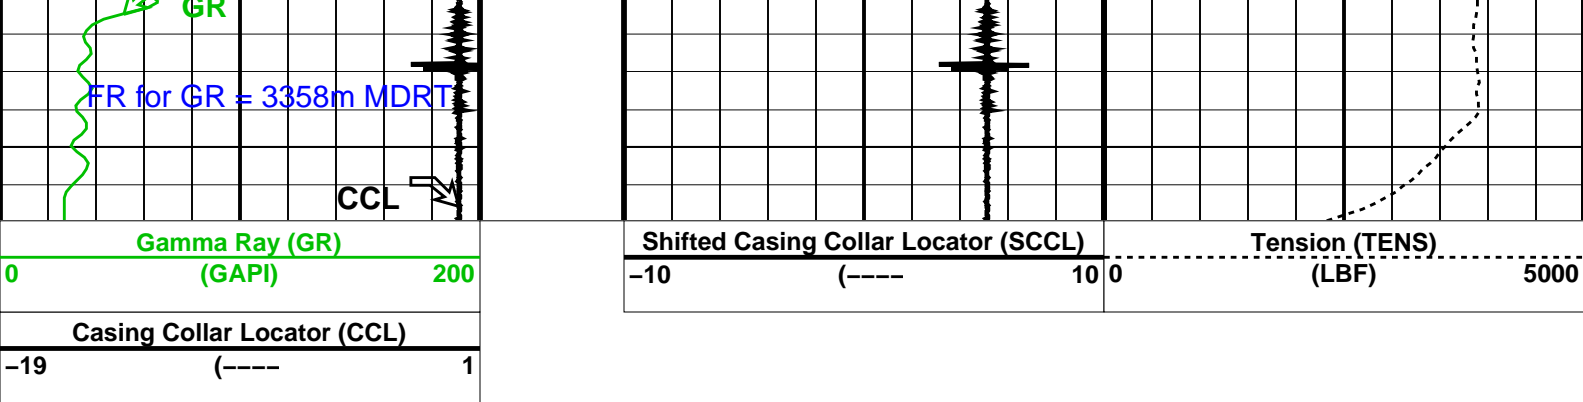 GR
FR for GR = 3358m MDRT
CCL
Gamma Ray (GR)
0 (GAPI) 200
Casing Collar Locator (CCL)
−19 (−−−− 1
Shifted Casing Collar Locator (SCCL)
−10 (−−−− 10
Tension (TENS)
0 (LBF) 5000